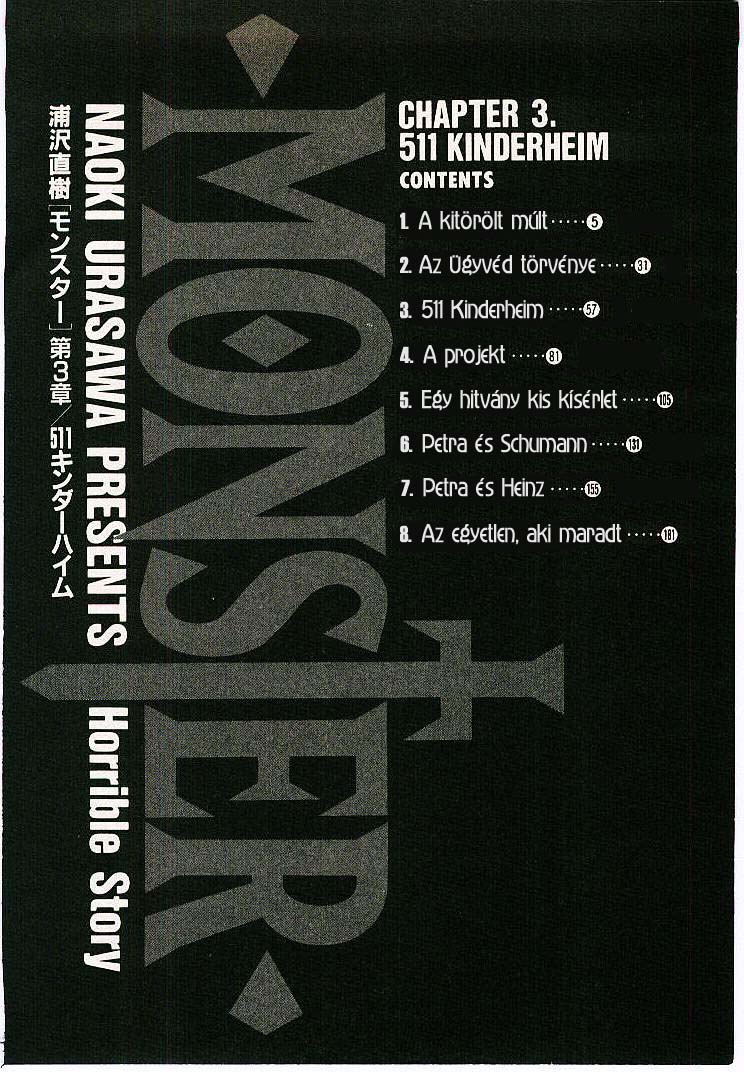 CHAPTER 3.
511 KINDERHEIM
CONTENTS
1. A kitörölt múlt·····5
2. Az Ügyvéd törvénye·····31
3. 511 Kinderheim·····57
4. A projekt·····81
5. Egy hitvány kis kísérlet·····105
6. Petra és Schumann·····131
7. Petra és Heinz·····155
8. Az egyetlen, aki maradt·····181
MONSTER
NAOKI URASAWA PRESENTS Horrible Story
浦沢直樹[モンスター]第3章/511キンダーハイム